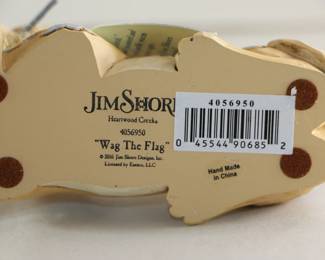 JIM SHORE
Heartwood Creek®
4056950
"Wag The Flag"
© 2016 Jim Shore Designs, Inc.
Licensed by Enesco, LLC
4056950
0 45544 90685 2
Hand Made
in China